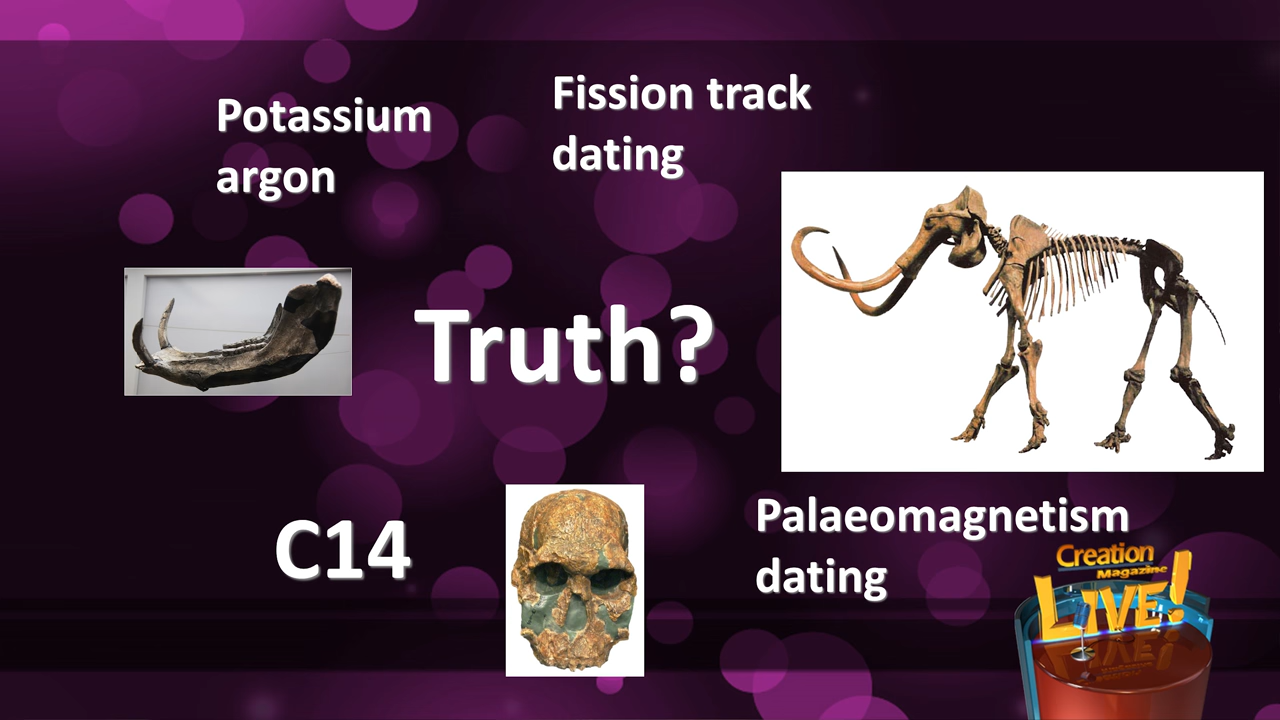 Fission track
dating
Potassium
argon
Truth?
C14
Palaeomagnetism
dating
Creation
Magazine
LIVE!